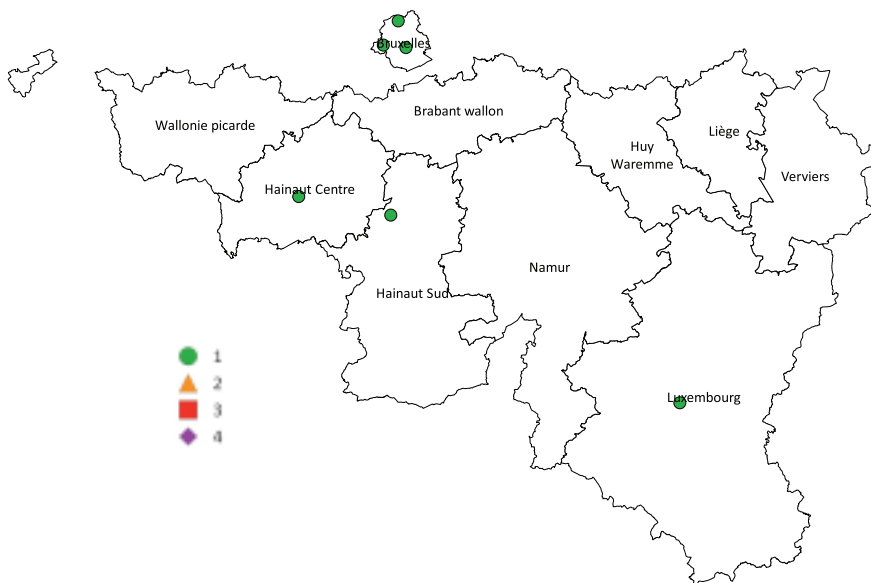 Bruxelles
Brabant wallon
Wallonie picarde
Liège
Huy
Waremme
Verviers
Hainaut Centre
Namur
Hainaut Sud
Luxembourg
1
2
3
4